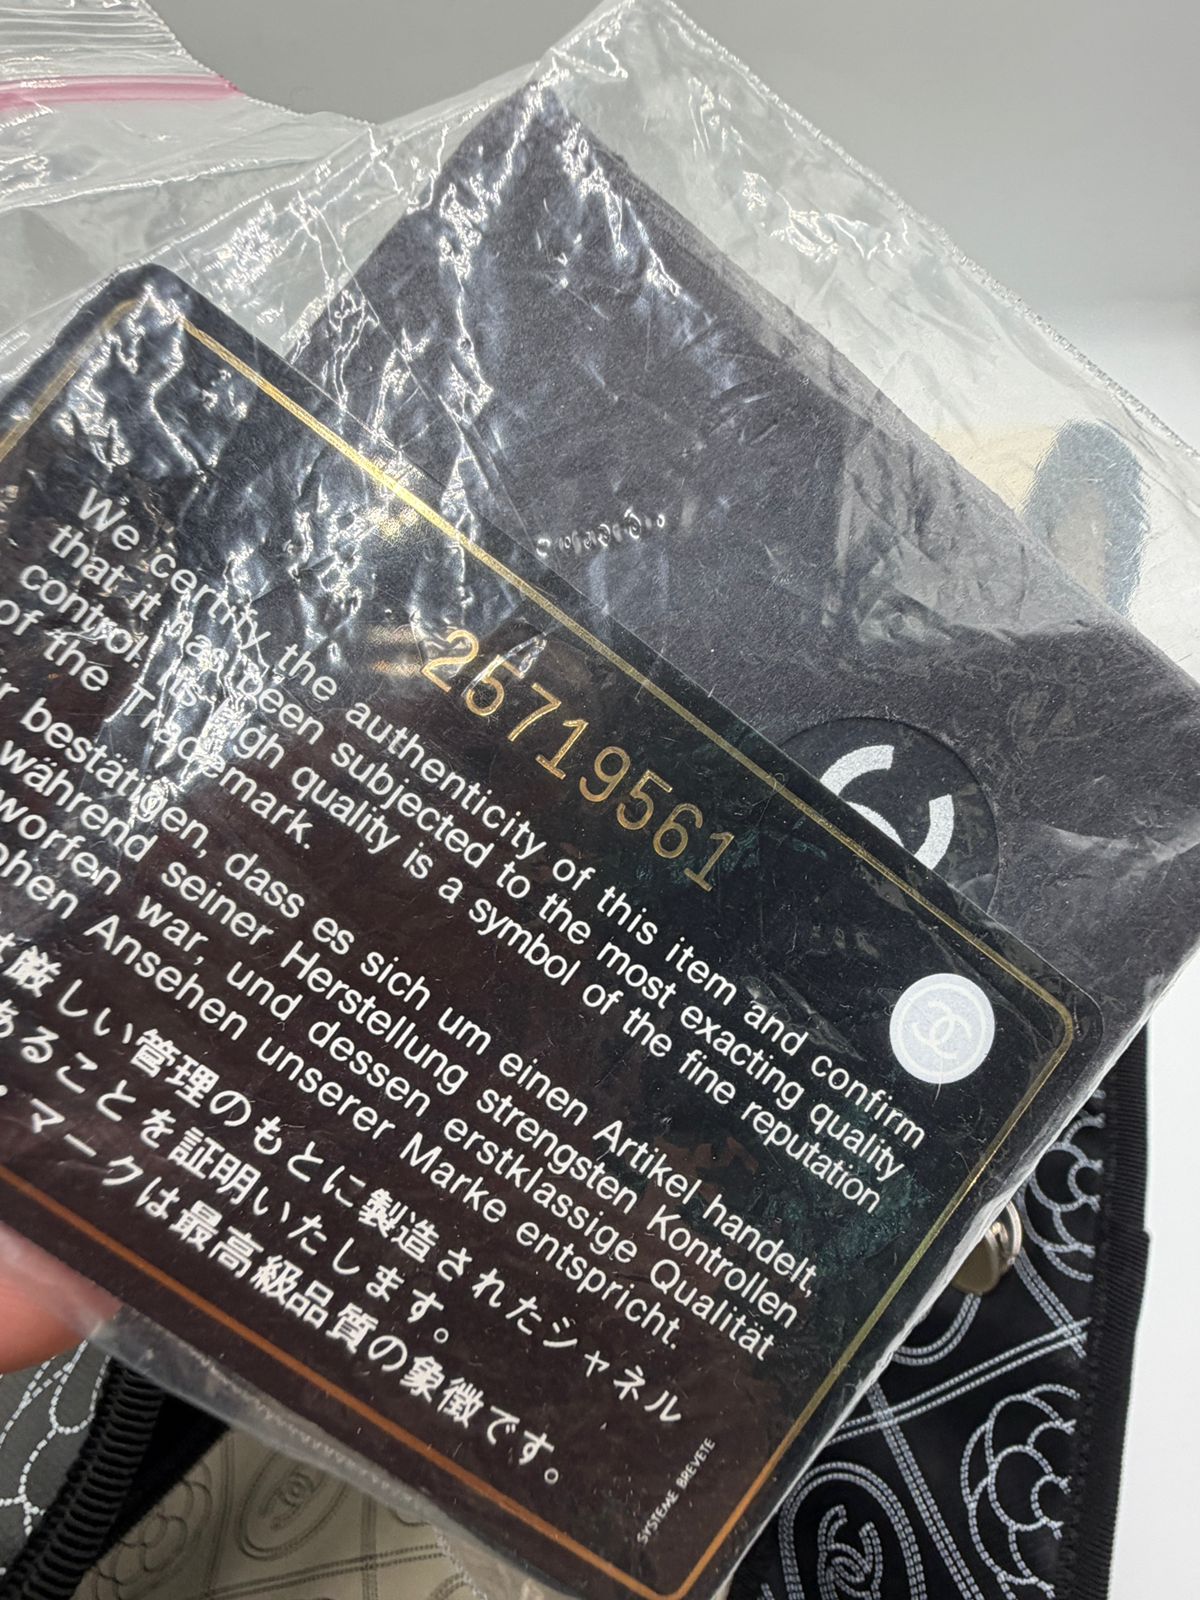 25719561
We certify the authenticity of this item and confirm
that it has been subjected to the most exacting quality
control. Its high quality is a symbol of the fine reputation
of the Trademark.
bestätigen, dass es sich um einen Artikel handelt,
während seiner Herstellung strengsten Kontrollen
worfen war, und dessen erstklassige Qualität
ohen Ansehen unserer Marke entspricht.
は厳しい管理のもとに製造されたシャネル
あることを証明いたします。
・マークは最高級品質の象徴です。
SYSTEME BREVETE